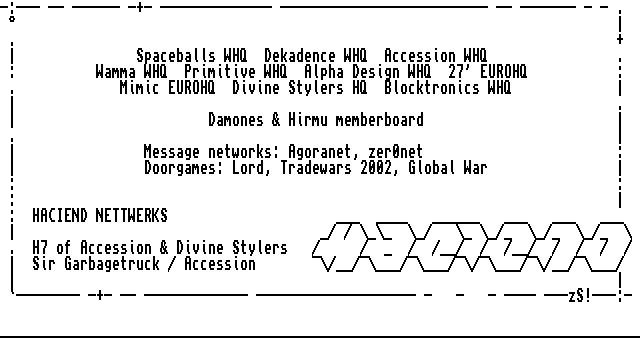 Spaceballs WHQ  Dekadence WHQ  Accession WHQ
Wamma WHQ  Primitive WHQ  Alpha Design WHQ  27' EUROHQ
Mimic EUROHQ  Divine Stylers HQ  Blocktronics WHQ
Damones & Hirmu memberboard
Message networks: Agoranet, zer0net
Doorgames: Lord, Tradewars 2002, Global War
HACIEND NETTWERKS
H7 of Accession & Divine Stylers
Sir Garbagetruck / Accession
HACIEND
zS!